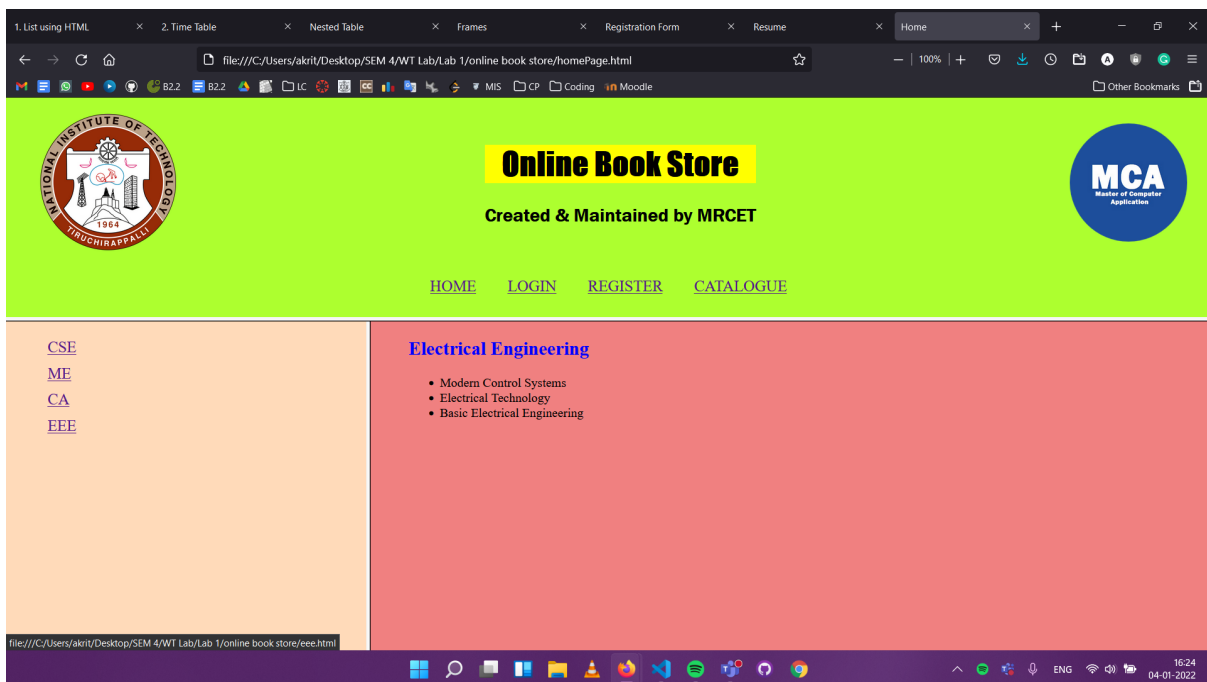 1. List using HTML
2. Time Table
Nested Table
Frames
Registration Form
Resume
Home
file:///C:/Users/akrit/Desktop/SEM 4/WT Lab/Lab 1/online book store/homePage.html
100%
B2.2
B2.2
LC
MIS
CP
Coding
Moodle
Other Bookmarks
NATIONAL INSTITUTE OF TECHNOLOGY
1964
TIRUCHIRAPPALLI
Online Book Store
Created & Maintained by MRCET
MCA
Master of Computer
Application
HOME LOGIN REGISTER CATALOGUE
CSE
ME
CA
EEE
Electrical Engineering
• Modern Control Systems
• Electrical Technology
• Basic Electrical Engineering
file:///C:/Users/akrit/Desktop/SEM 4/WT Lab/Lab 1/online book store/eee.html
ENG
16:24
04-01-2022